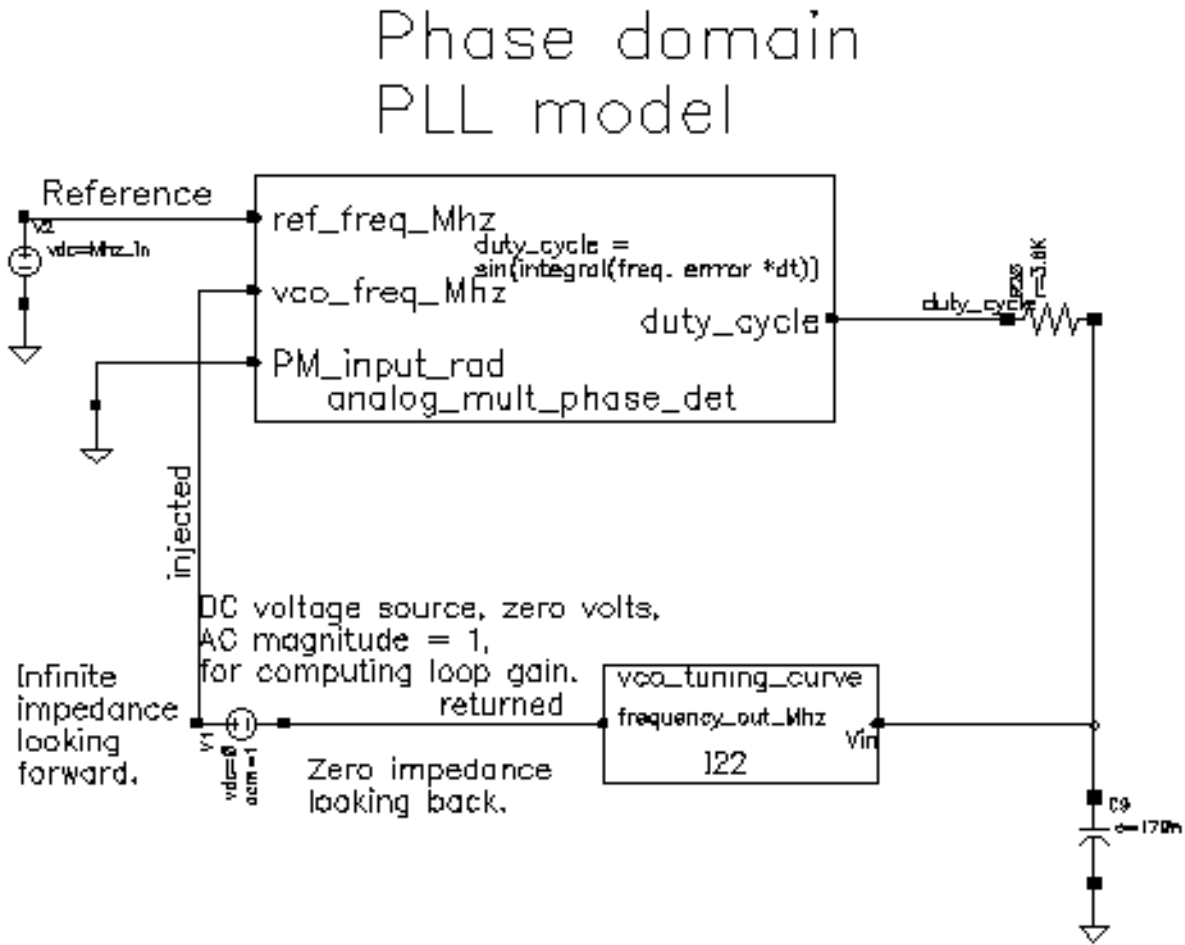 Phase domain
PLL model
Reference
V2
vdc=Mhz_in
ref_freq_Mhz
duty_cycle =
sin(integral(freq. error *dt))
vco_freq_Mhz
duty_cycle
duty_cycle
PM_input_rad
analog_mult_phase_det
injected
DC voltage source, zero volts,
AC magnitude = 1,
for computing loop gain.
Infinite
impedance
looking
forward.
returned
V1
vdc=0
acm=1
Zero impedance
looking back.
vco_tuning_curve
frequency_out_Mhz
Vin
I22
C9